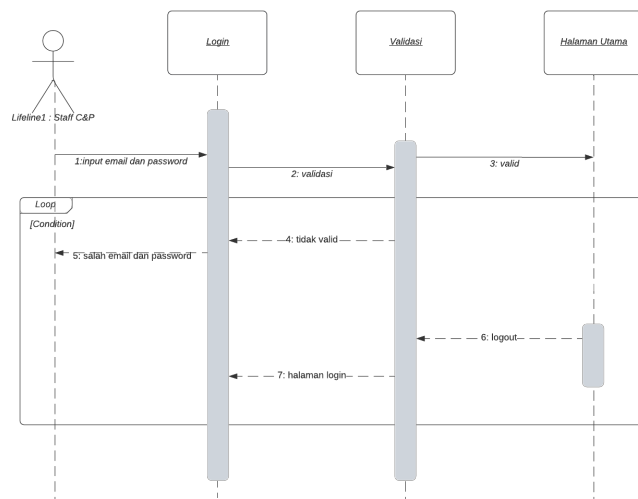 Login
Validasi
Halaman Utama
Lifeline1 : Staff C&P
1:input email dan password
2: validasi
3: valid
Loop
[Condition]
4: tidak valid
5: salah email dan password
6: logout
7: halaman login